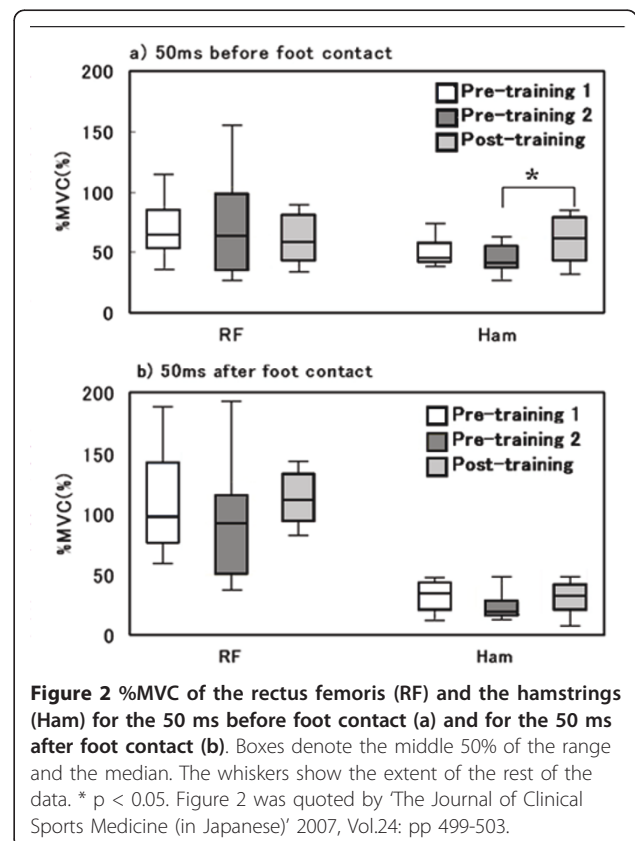 a) 50ms before foot contact
200
150
100
50
0
%MVC(%)
Pre-training 1
Pre-training 2
Post-training
*
RF
Ham
b) 50ms after foot contact
200
150
100
50
0
%MVC(%)
Pre-training 1
Pre-training 2
Post-training
RF
Ham
Figure 2 %MVC of the rectus femoris (RF) and the hamstrings
(Ham) for the 50 ms before foot contact (a) and for the 50 ms
after foot contact (b). Boxes denote the middle 50% of the range
and the median. The whiskers show the extent of the rest of the
data. * p < 0.05. Figure 2 was quoted by 'The Journal of Clinical
Sports Medicine (in Japanese)' 2007, Vol.24: pp 499-503.